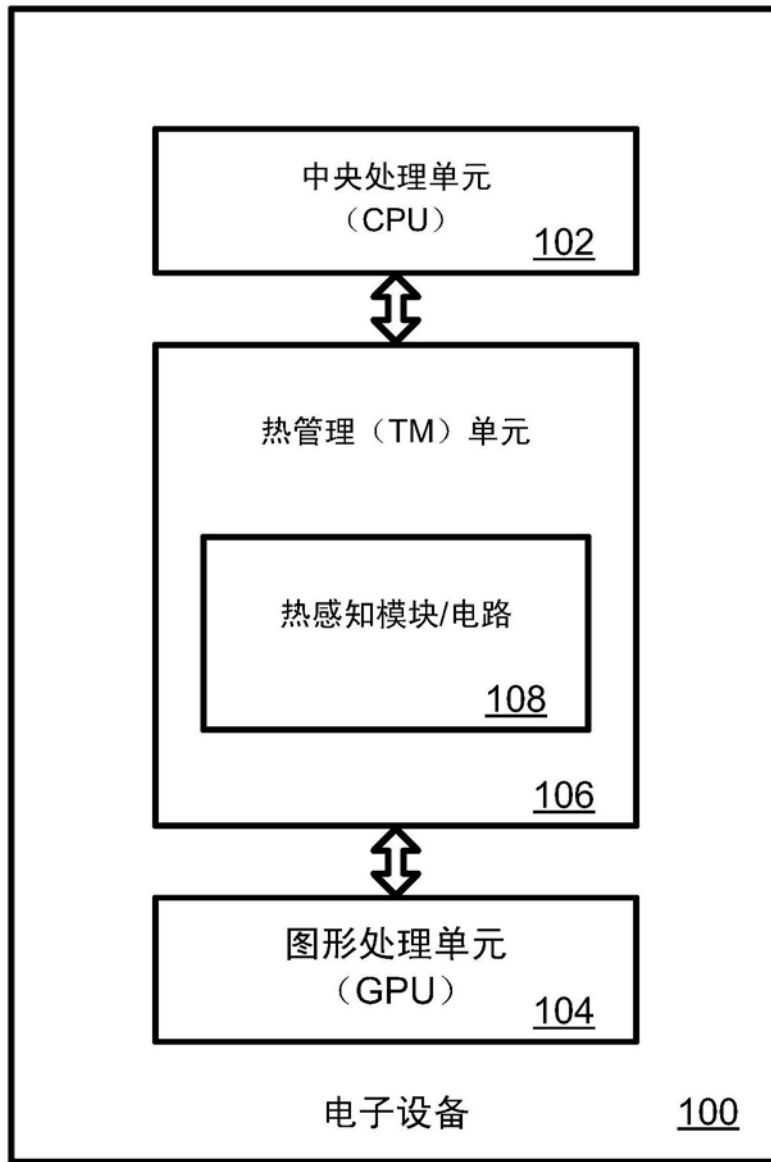 中央处理单元
（CPU）
102
热管理（TM）单元
热感知模块/电路
108
106
图形处理单元
（GPU）
104
电子设备 100